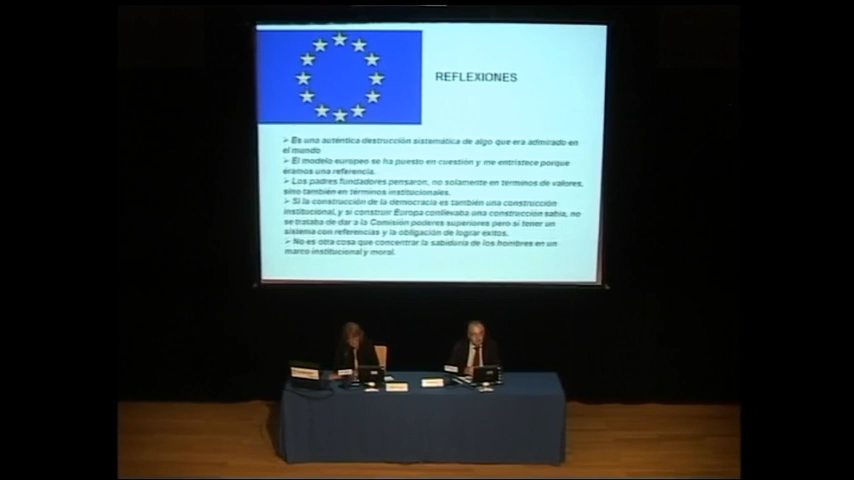 REFLEXIONES
➢ Es una auténtica destrucción sistemática de algo que era admirado en
el mundo
➢ El modelo europeo se ha puesto en cuestión y me entristece porque
éramos una referencia.
➢ Los padres fundadores pensaron, no solamente en términos de valores,
sino también en términos institucionales.
➢ Si la construcción de la democracia es también una construcción
institucional, y si construir Europa conllevaba una construcción sabia, no
se trataba de dar a la Comisión poderes superiores pero si tener un
sistema con referencias y la obligación de lograr exitos.
➢ No es otra cosa que concentrar la sabiduria de los hombres en un
marco institucional y moral.